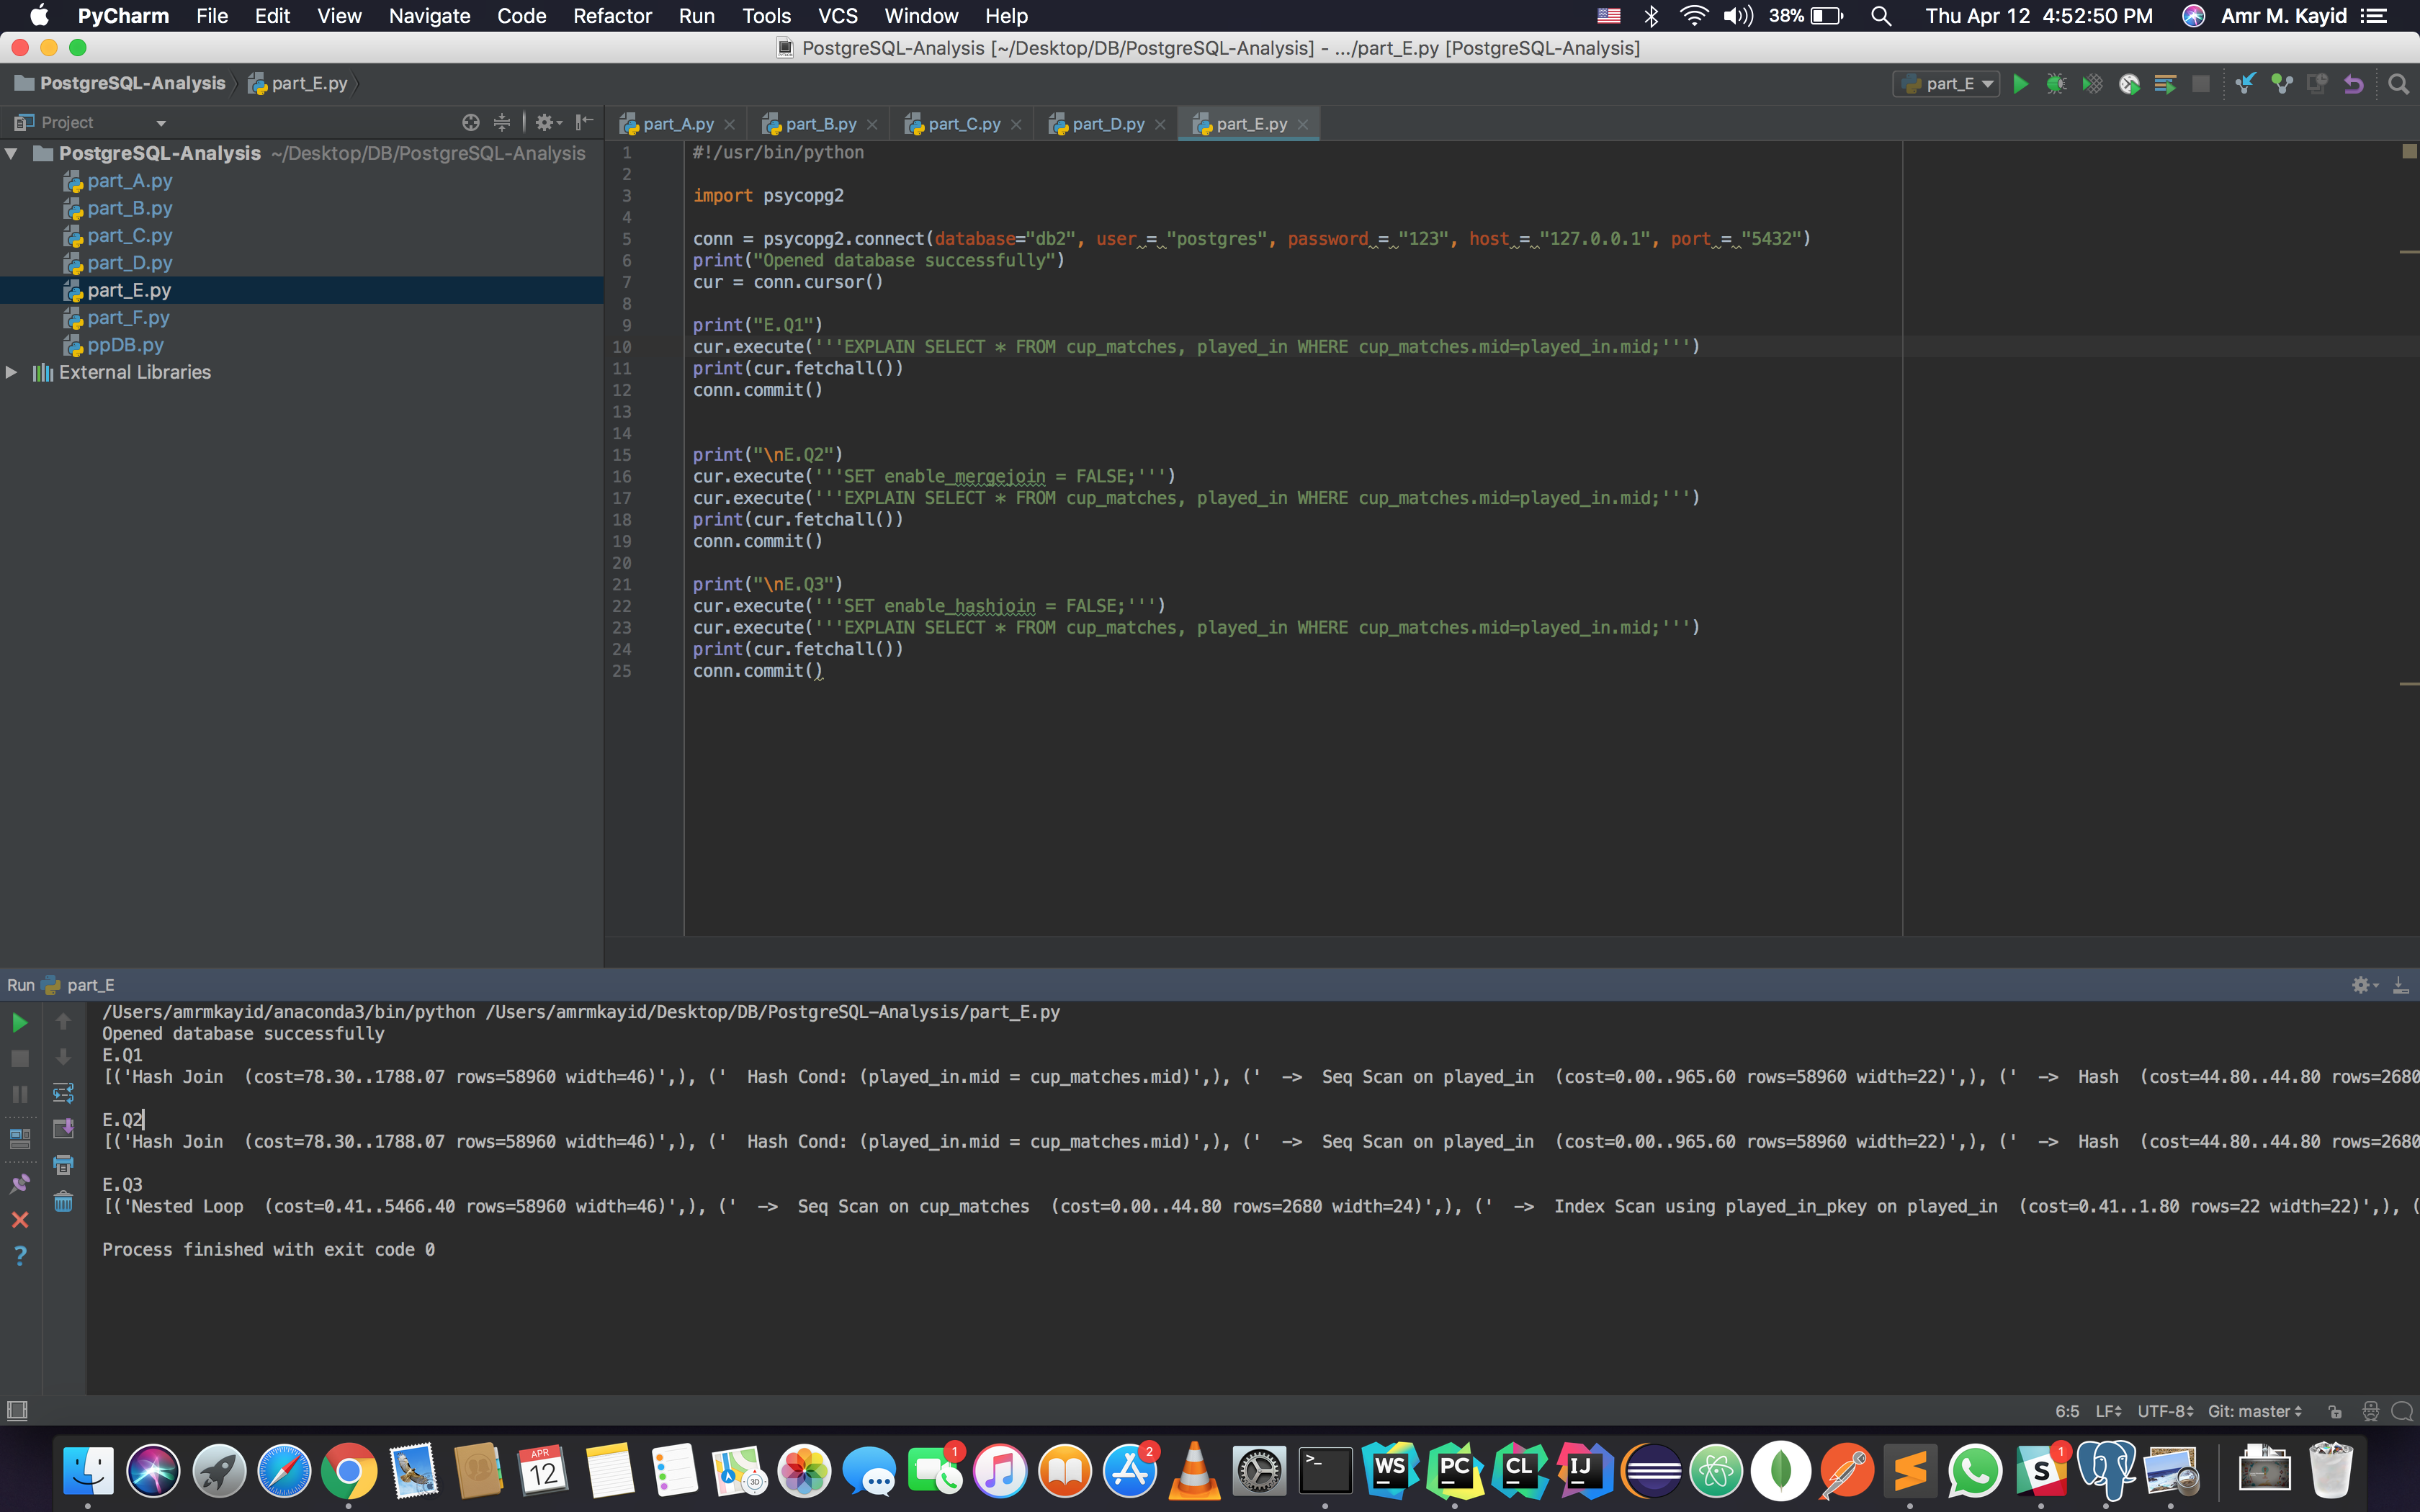 PyCharm File Edit View Navigate Code Refactor Run Tools VCS Window Help 38% Thu Apr 12 4:52:50 PM Amr M. Kayid
PostgreSQL-Analysis [~/Desktop/DB/PostgreSQL-Analysis] - .../part_E.py [PostgreSQL-Analysis]
PostgreSQL-Analysis part_E.py part_E
Project
part_A.py part_B.py part_C.py part_D.py part_E.py
PostgreSQL-Analysis ~/Desktop/DB/PostgreSQL-Analysis
part_A.py
part_B.py
part_C.py
part_D.py
part_E.py
part_F.py
ppDB.py
External Libraries
1 #!/usr/bin/python
2
3 import psycopg2
4
5 conn = psycopg2.connect(database="db2", user = "postgres", password = "123", host = "127.0.0.1", port = "5432")
6 print("Opened database successfully")
7 cur = conn.cursor()
8
9 print("E.Q1")
10 cur.execute('''EXPLAIN SELECT * FROM cup_matches, played_in WHERE cup_matches.mid=played_in.mid;''')
11 print(cur.fetchall())
12 conn.commit()
13
14
15 print("\nE.Q2")
16 cur.execute('''SET enable_mergejoin = FALSE;''')
17 cur.execute('''EXPLAIN SELECT * FROM cup_matches, played_in WHERE cup_matches.mid=played_in.mid;''')
18 print(cur.fetchall())
19 conn.commit()
20
21 print("\nE.Q3")
22 cur.execute('''SET enable_hashjoin = FALSE;''')
23 cur.execute('''EXPLAIN SELECT * FROM cup_matches, played_in WHERE cup_matches.mid=played_in.mid;''')
24 print(cur.fetchall())
25 conn.commit()
Run part_E
/Users/amrmkayid/anaconda3/bin/python /Users/amrmkayid/Desktop/DB/PostgreSQL-Analysis/part_E.py
Opened database successfully
E.Q1
[('Hash Join  (cost=78.30..1788.07 rows=58960 width=46)',), ('  Hash Cond: (played_in.mid = cup_matches.mid)',), ('  ->  Seq Scan on played_in  (cost=0.00..965.60 rows=58960 width=22)',), ('  ->  Hash  (cost=44.80..44.80 rows=2680
E.Q2
[('Hash Join  (cost=78.30..1788.07 rows=58960 width=46)',), ('  Hash Cond: (played_in.mid = cup_matches.mid)',), ('  ->  Seq Scan on played_in  (cost=0.00..965.60 rows=58960 width=22)',), ('  ->  Hash  (cost=44.80..44.80 rows=2680
E.Q3
[('Nested Loop  (cost=0.41..5466.40 rows=58960 width=46)',), ('  ->  Seq Scan on cup_matches  (cost=0.00..44.80 rows=2680 width=24)',), ('  ->  Index Scan using played_in_pkey on played_in  (cost=0.41..1.80 rows=22 width=22)',), (
Process finished with exit code 0
6:5 LF UTF-8 Git: master
APR 12 3D 1 2 >_ WS PC CL IJ S 1